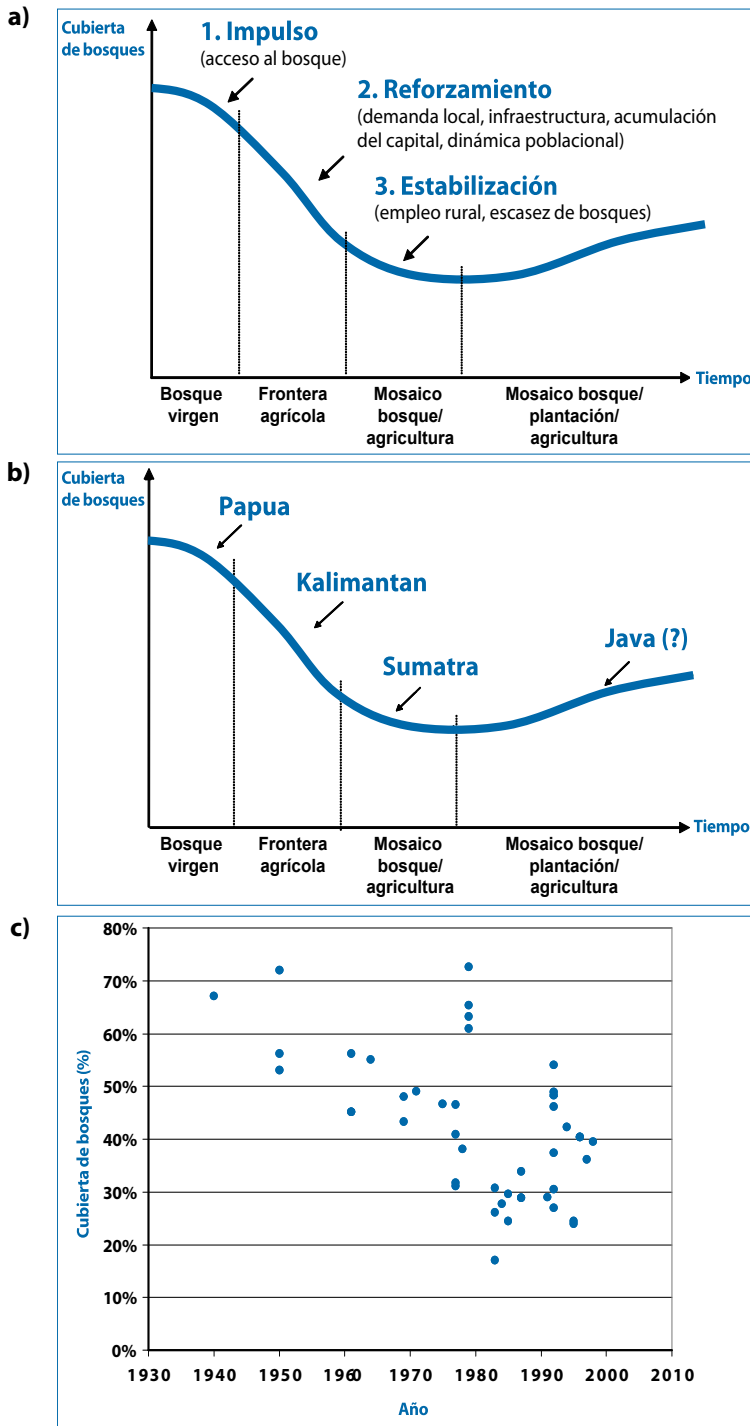 a)
Cubierta
de bosques
1. Impulso
(acceso al bosque)
2. Reforzamiento
(demanda local, infraestructura, acumulación
del capital, dinámica poblacional)
3. Estabilización
(empleo rural, escasez de bosques)
Tiempo
Bosque
virgen
Frontera
agrícola
Mosaico
bosque/
agricultura
Mosaico bosque/
plantación/
agricultura
b)
Cubierta
de bosques
Papua
Kalimantan
Sumatra
Java (?)
Tiempo
Bosque
virgen
Frontera
agrícola
Mosaico
bosque/
agricultura
Mosaico bosque/
plantación/
agricultura
c)
Cubierta de bosques (%)
80%
70%
60%
50%
40%
30%
20%
10%
0%
1930 1940 1950 1960 1970 1980 1990 2000 2010
Año